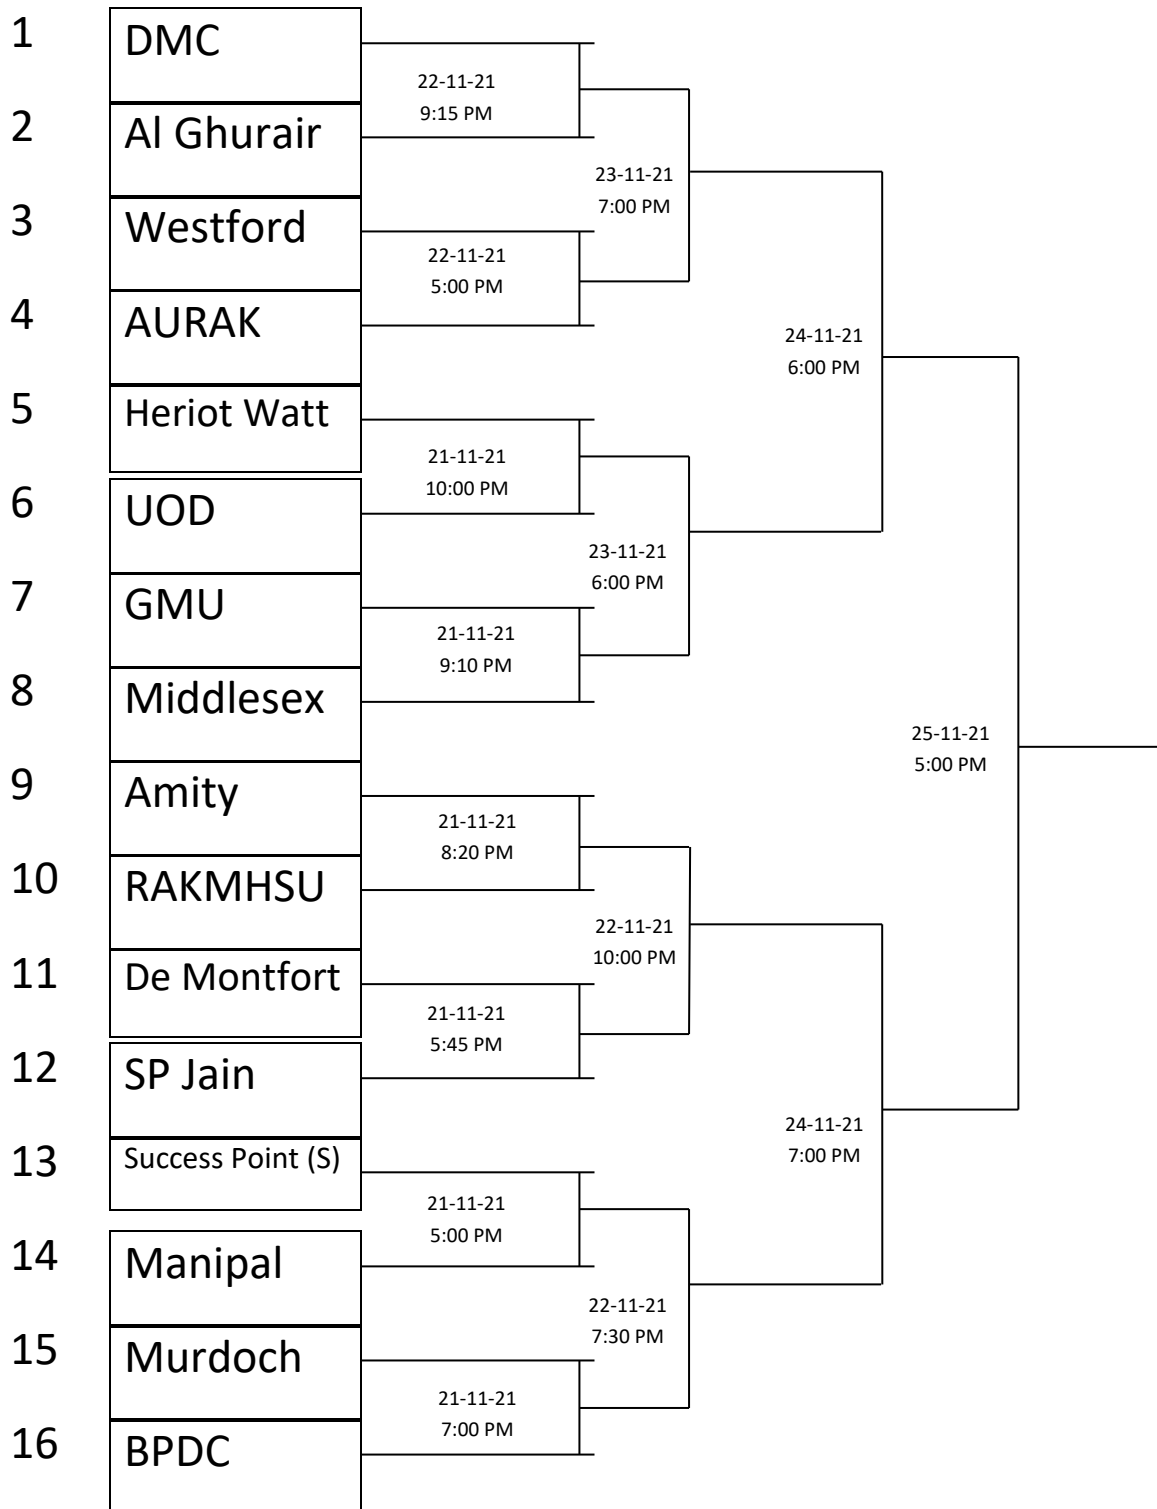 1
DMC
22-11-21
9:15 PM
2
Al Ghurair
23-11-21
7:00 PM
3
Westford
22-11-21
5:00 PM
4
AURAK
24-11-21
6:00 PM
5
Heriot Watt
21-11-21
10:00 PM
6
UOD
23-11-21
6:00 PM
7
GMU
21-11-21
9:10 PM
8
Middlesex
25-11-21
5:00 PM
9
Amity
21-11-21
8:20 PM
10
RAKMHSU
22-11-21
10:00 PM
11
De Montfort
21-11-21
5:45 PM
12
SP Jain
24-11-21
7:00 PM
13
Success Point (S)
21-11-21
5:00 PM
14
Manipal
22-11-21
7:30 PM
15
Murdoch
21-11-21
7:00 PM
16
BPDC